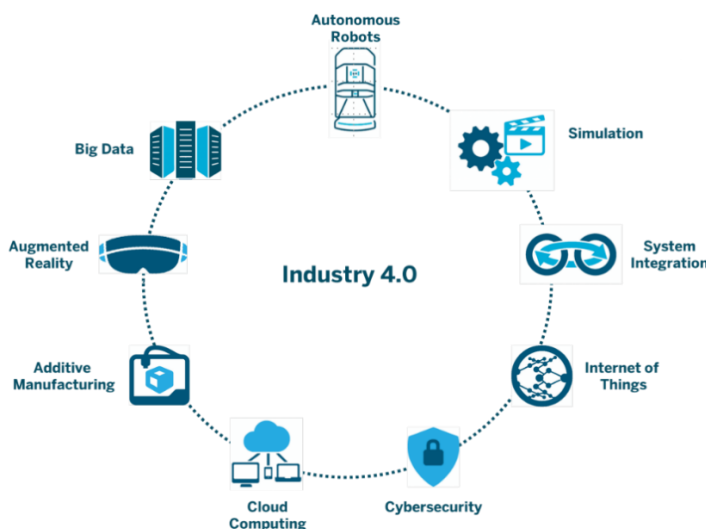 Autonomous
Robots
Big Data
Simulation
Augmented
Reality
Industry 4.0
System
Integration
Additive
Manufacturing
Internet of
Things
Cloud
Computing
Cybersecurity